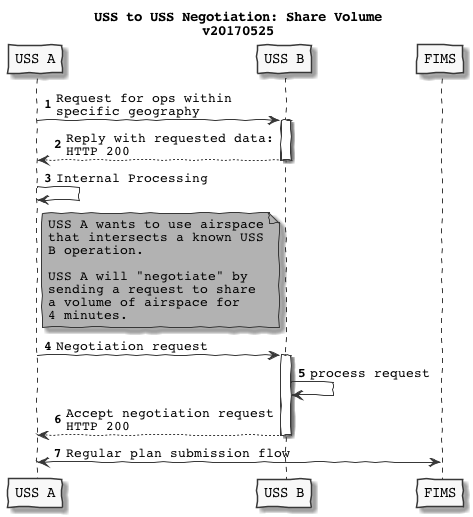 USS to USS Negotiation: Share Volume
v20170525
USS A
USS B
FIMS
1 Request for ops within
specific geography
2 Reply with requested data:
HTTP 200
3 Internal Processing
USS A wants to use airspace
that intersects a known USS
B operation.
USS A will "negotiate" by
sending a request to share
a volume of airspace for
4 minutes.
4 Negotiation request
5 process request
6 Accept negotiation request
HTTP 200
7 Regular plan submission flow
USS A
USS B
FIMS